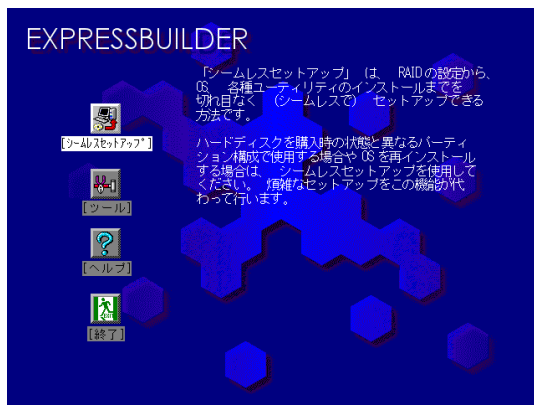 EXPRESSBUILDER
「シームレスセットアップ」 は、 RAIDの設定から、
OS、 各種ユーティリティのインストールまでを
切れ目なく (シームレスで) セットアップできる
方法です。
ハードディスクを購入時の状態と異なるパーティ
ション構成で使用する場合や OSを再インストール
する場合は、 シームレスセットアップを使用して
ください。 煩雑なセットアップをこの機能が代
わって行います。
[シームレスセットアップ]
[ツール]
[ヘルプ]
[終了]